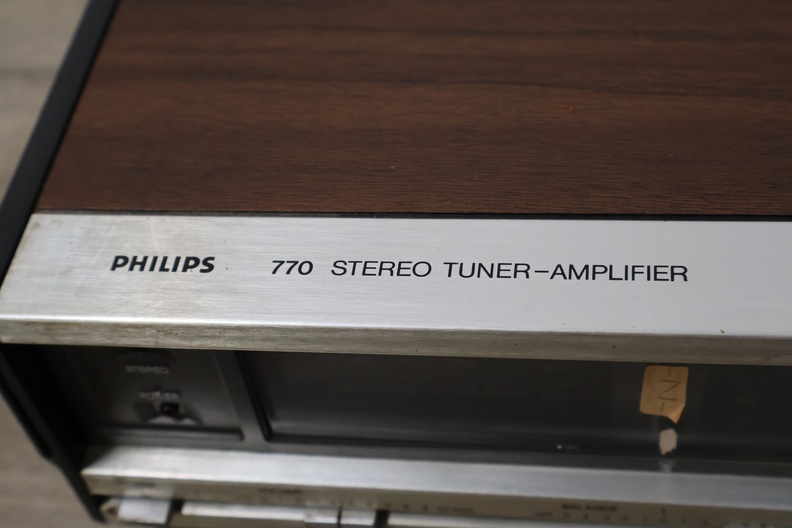 PHILIPS 770 STEREO TUNER-AMPLIFIER
STEREO
POWER
-N-
BALANCE